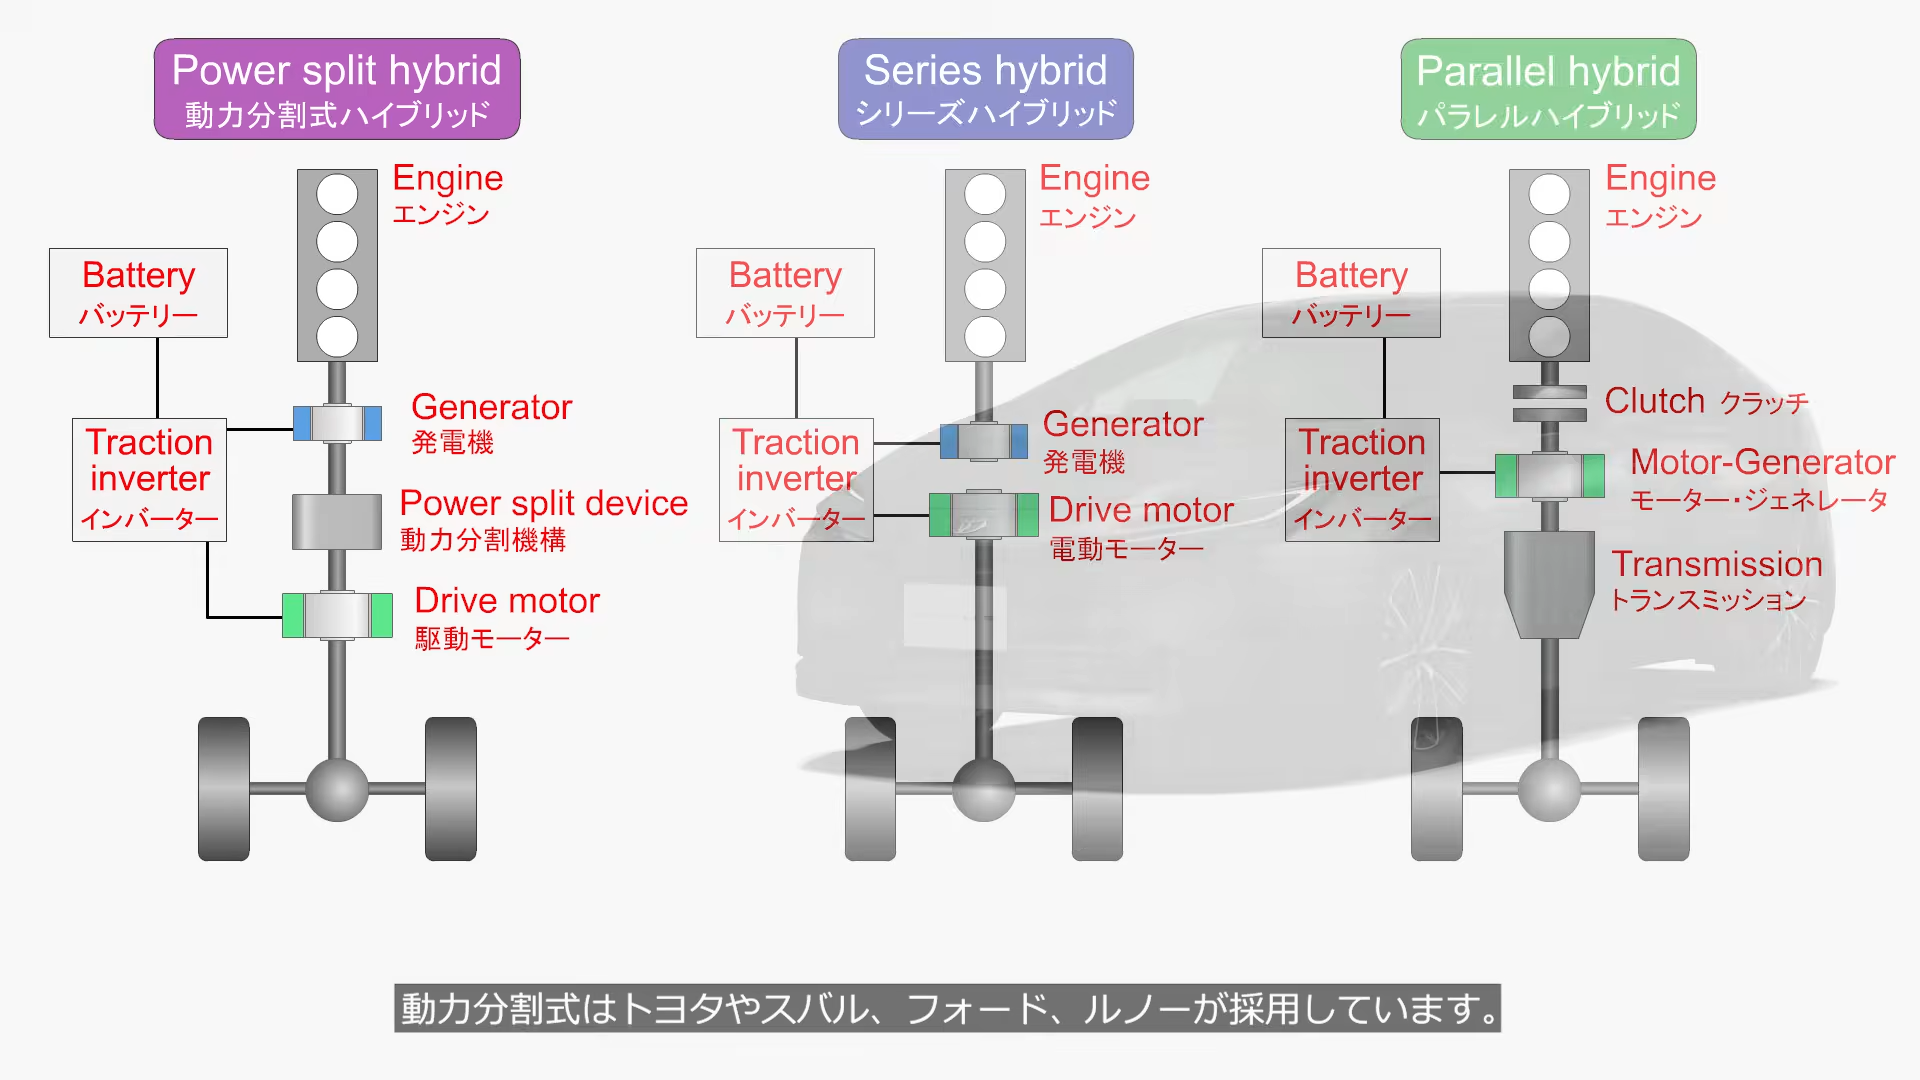 Power split hybrid
動力分割式ハイブリッド
Engine
エンジン
Battery
バッテリー
Generator
発電機
Traction
inverter
インバーター
Power split device
動力分割機構
Drive motor
駆動モーター
Series hybrid
シリーズハイブリッド
Engine
エンジン
Battery
バッテリー
Generator
発電機
Traction
inverter
インバーター
Drive motor
電動モーター
Parallel hybrid
パラレルハイブリッド
Engine
エンジン
Battery
バッテリー
Clutch クラッチ
Traction
inverter
インバーター
Motor-Generator
モーター・ジェネレータ
Transmission
トランスミッション
動力分割式はトヨタやスバル、フォード、ルノーが採用しています。